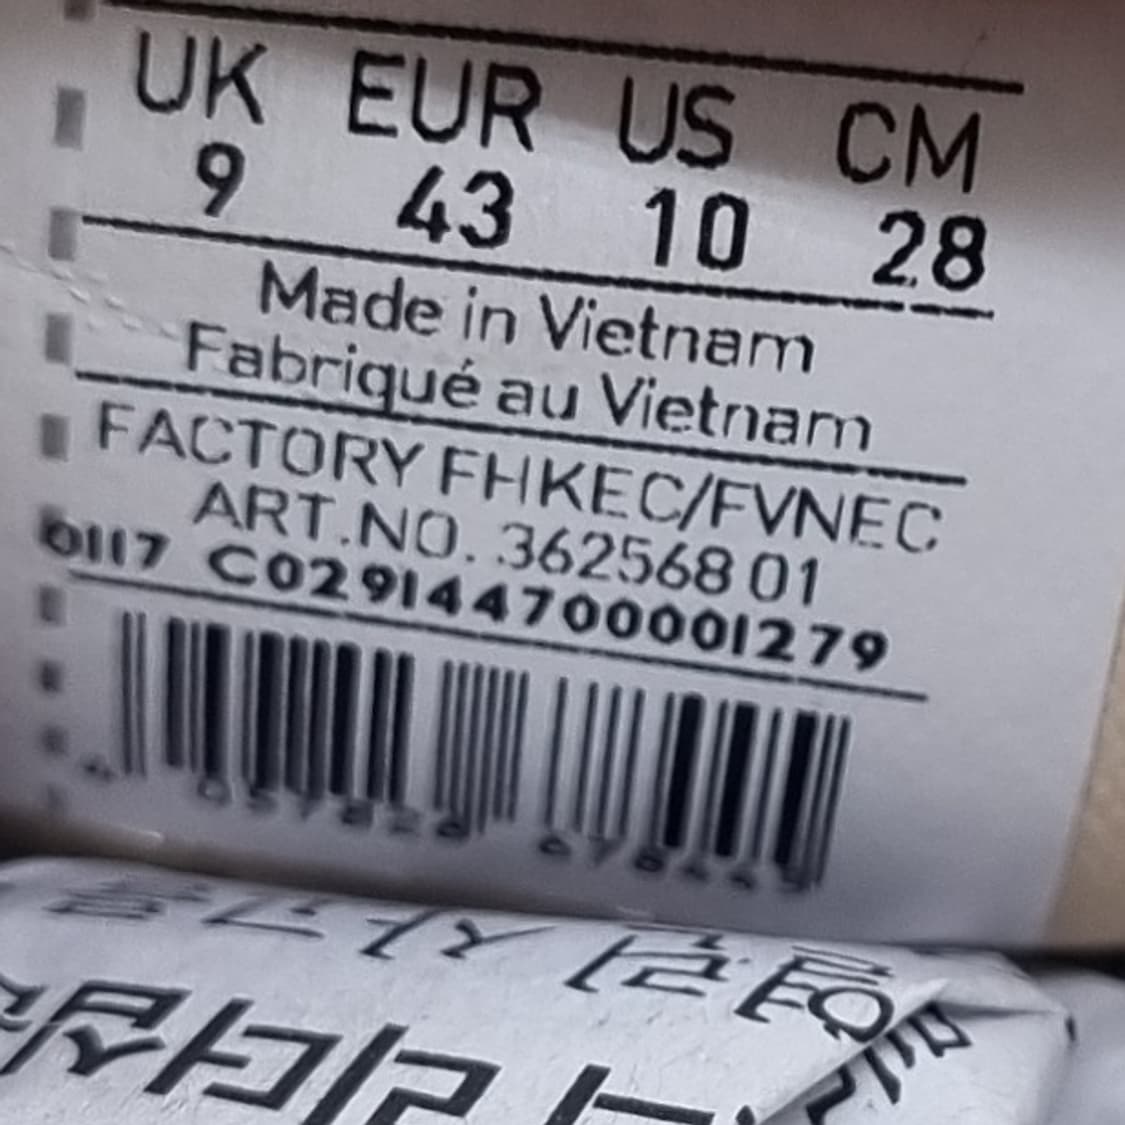 UK EUR US CM
9 43 10 28
Made in Vietnam
Fabriqué au Vietnam
FACTORY FHKEC/FVNEC
ART.NO. 362568 01
0117 C029144700001279